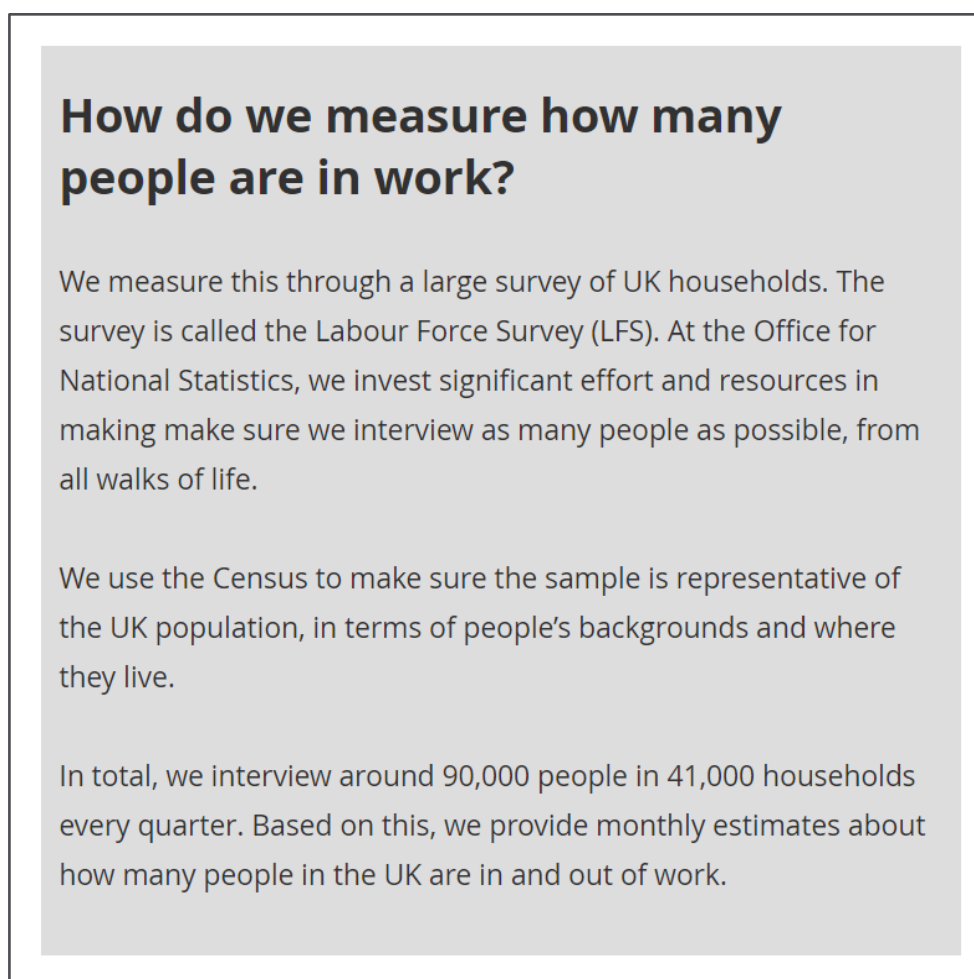 How do we measure how many
people are in work?
We measure this through a large survey of UK households. The
survey is called the Labour Force Survey (LFS). At the Office for
National Statistics, we invest significant effort and resources in
making make sure we interview as many people as possible, from
all walks of life.
We use the Census to make sure the sample is representative of
the UK population, in terms of people’s backgrounds and where
they live.
In total, we interview around 90,000 people in 41,000 households
every quarter. Based on this, we provide monthly estimates about
how many people in the UK are in and out of work.